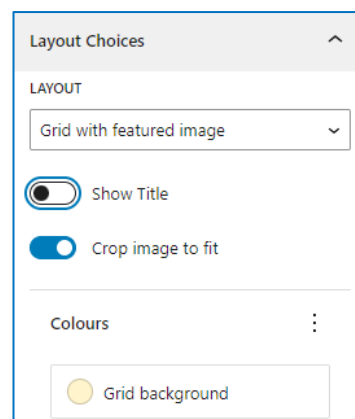 Layout Choices
LAYOUT
Grid with featured image
Show Title
Crop image to fit
Colours
Grid background